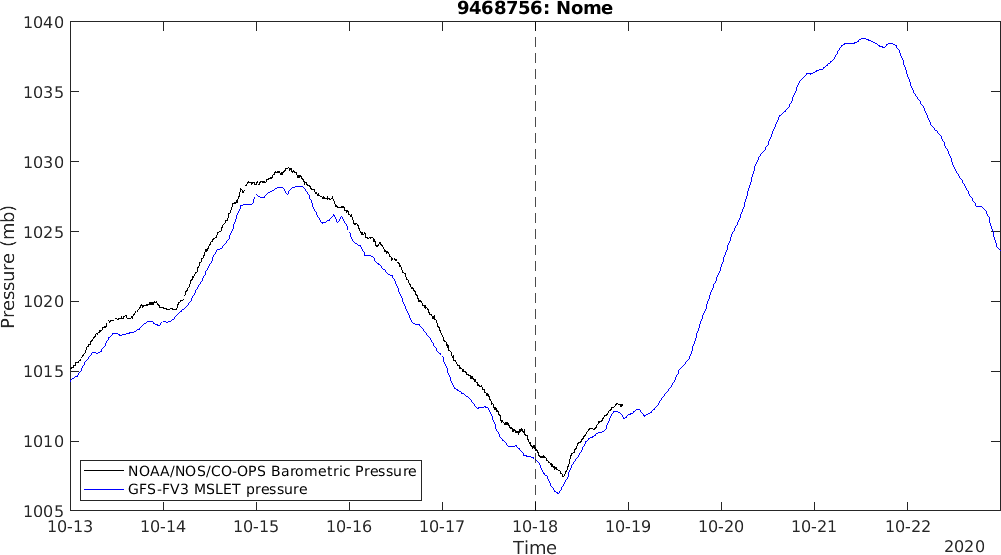 9468756: Nome
Pressure (mb)
1040
1035
1030
1025
1020
1015
1010
1005
NOAA/NOS/CO-OPS Barometric Pressure
GFS-FV3 MSLET pressure
10-13 10-14 10-15 10-16 10-17 10-18 10-19 10-20 10-21 10-22
Time
2020